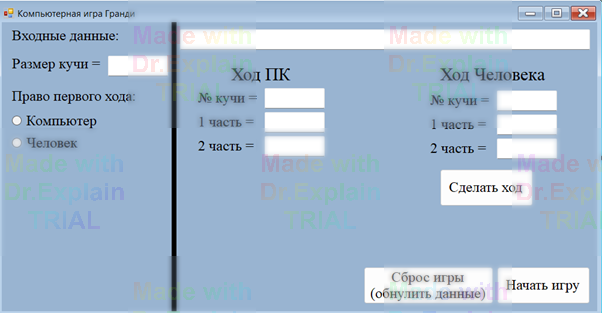 Компьютерная игра Гранди
Входные данные:
Размер кучи =
Право первого хода:
Компьютер
Человек
Ход ПК
№ кучи =
1 часть =
2 часть =
Ход Человека
№ кучи =
1 часть =
2 часть =
Сделать ход
Сброс игры
(обнулить данные)
Начать игру
Made with
Dr.Explain
TRIAL
Made with
Dr.Explain
TRIAL
Made with
Dr.Explain
TRIAL
Made with
Dr.Explain
TRIAL
Made with
Dr.Explain
TRIAL
Made with
Made with